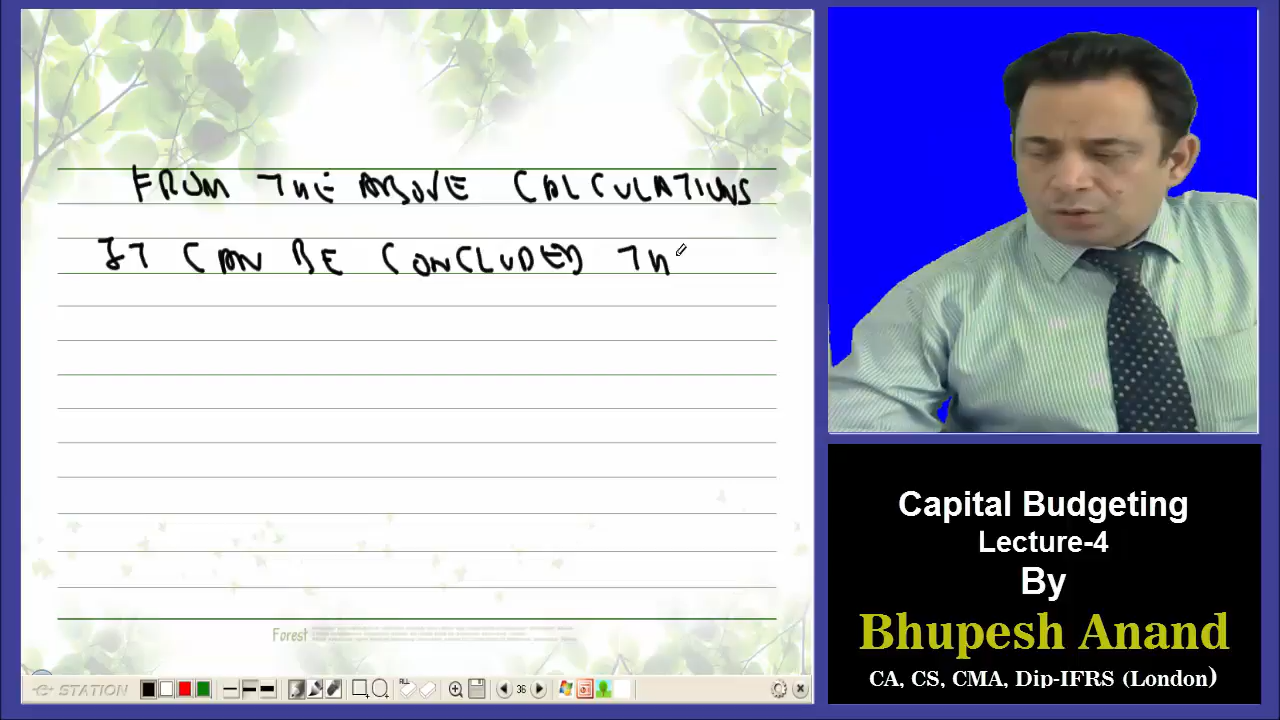 FROM THE ABOVE CALCULATIONS
IT CAN BE CONCLUDED TH
Forest
STATION
36
Capital Budgeting
Lecture-4
By
Bhupesh Anand
CA, CS, CMA, Dip-IFRS (London)